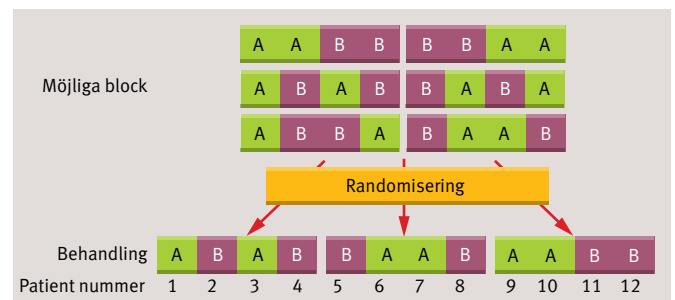 A A B B B B A A
Möjliga block
A B A B B A B A
A B B A B A A B
Randomisering
Behandling A B A B B A A B A A B B
Patient nummer 1 2 3 4 5 6 7 8 9 10 11 12